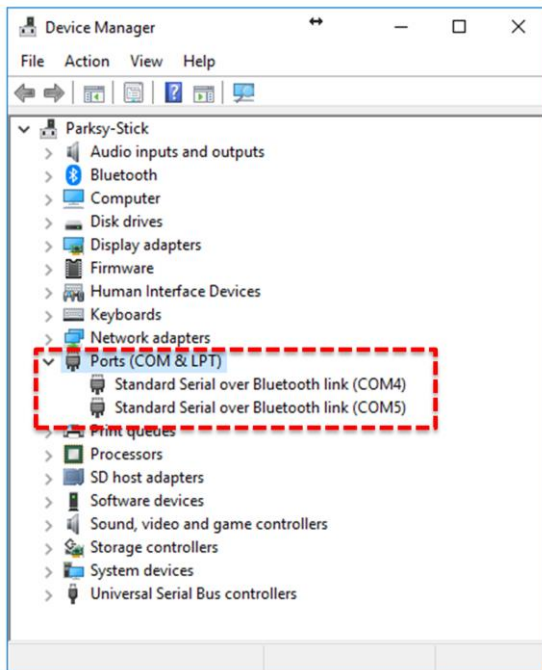 Device Manager
File Action View Help
Parksy-Stick
Audio inputs and outputs
Bluetooth
Computer
Disk drives
Display adapters
Firmware
Human Interface Devices
Keyboards
Network adapters
Ports (COM & LPT)
Standard Serial over Bluetooth link (COM4)
Standard Serial over Bluetooth link (COM5)
Print queues
Processors
SD host adapters
Software devices
Sound, video and game controllers
Storage controllers
System devices
Universal Serial Bus controllers